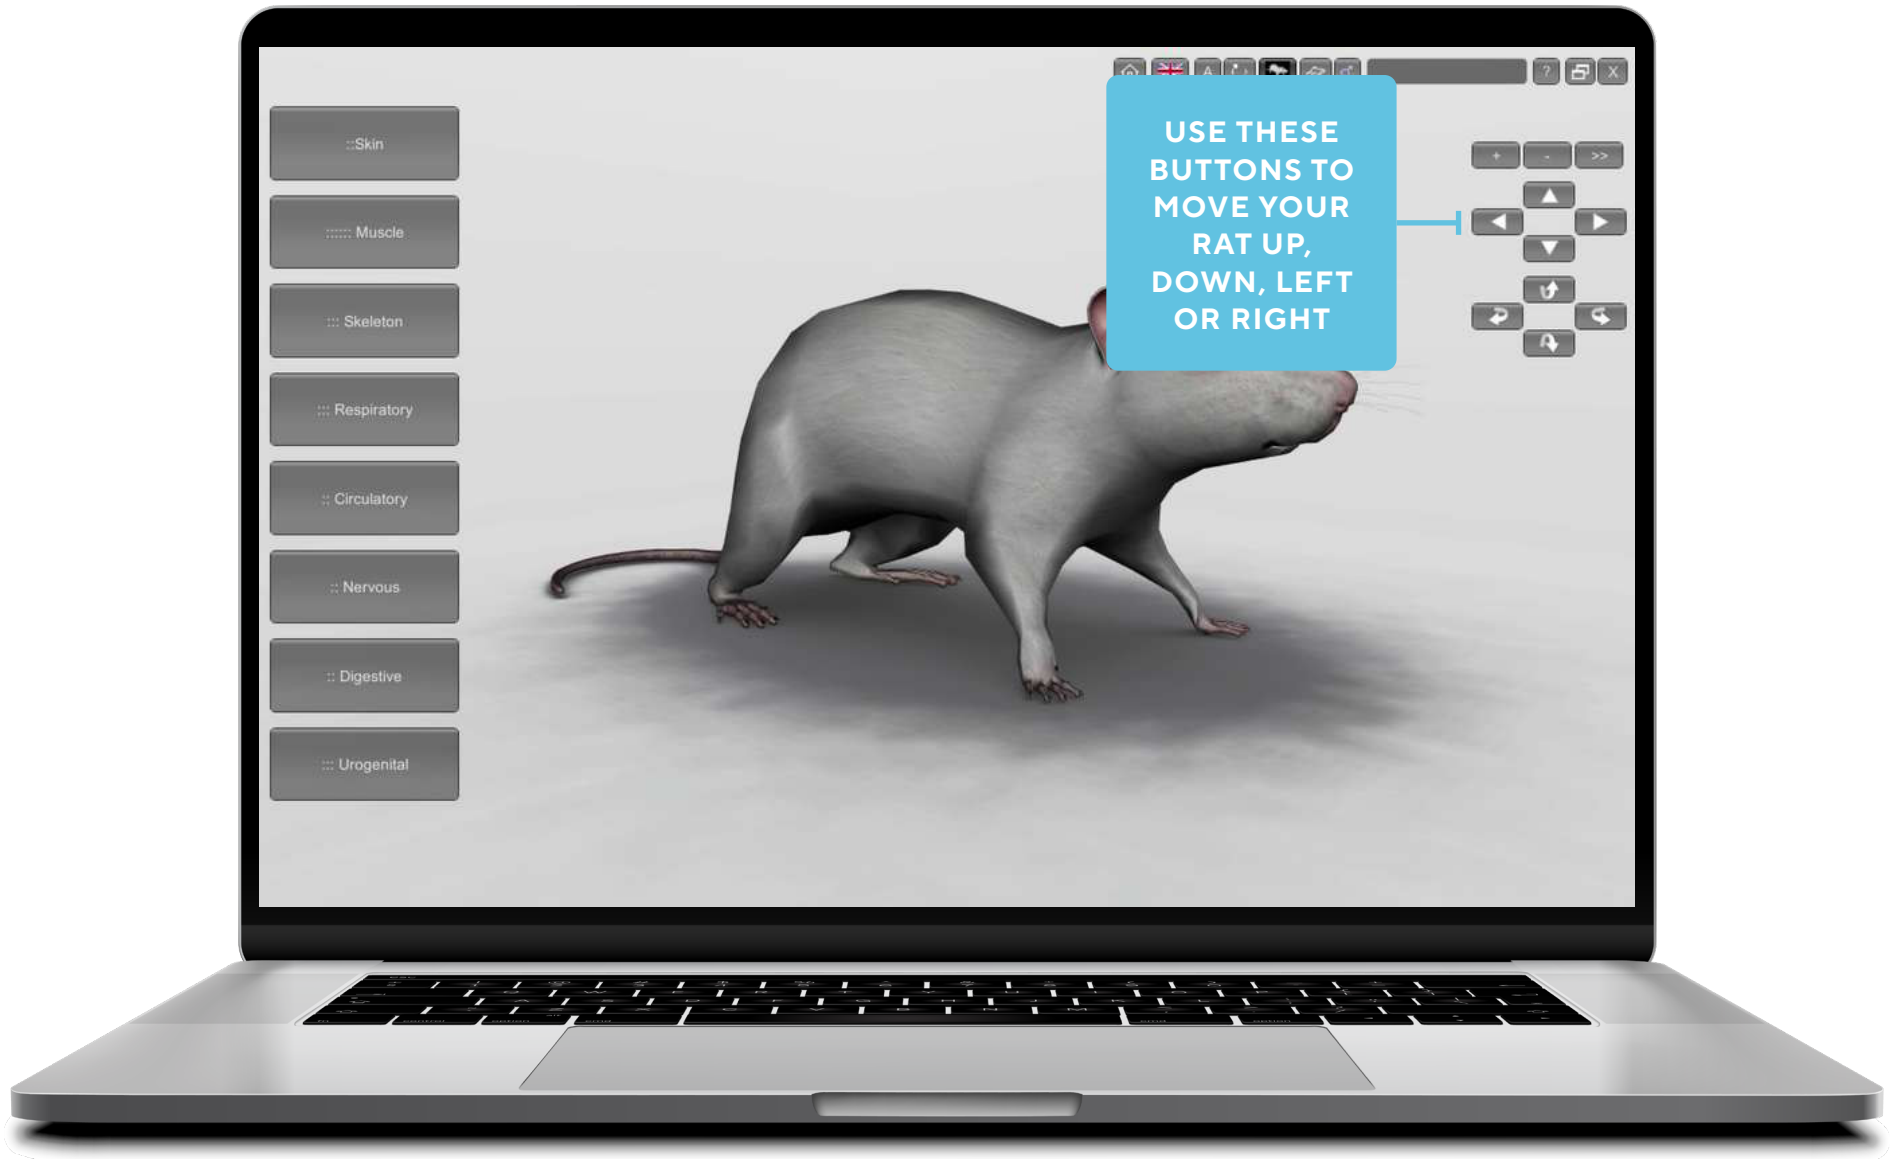 A
?
X
::Skin
:::::: Muscle
::: Skeleton
::: Respiratory
:: Circulatory
:: Nervous
:: Digestive
::: Urogenital
USE THESE
BUTTONS TO
MOVE YOUR
RAT UP,
DOWN, LEFT
OR RIGHT
+ - >>